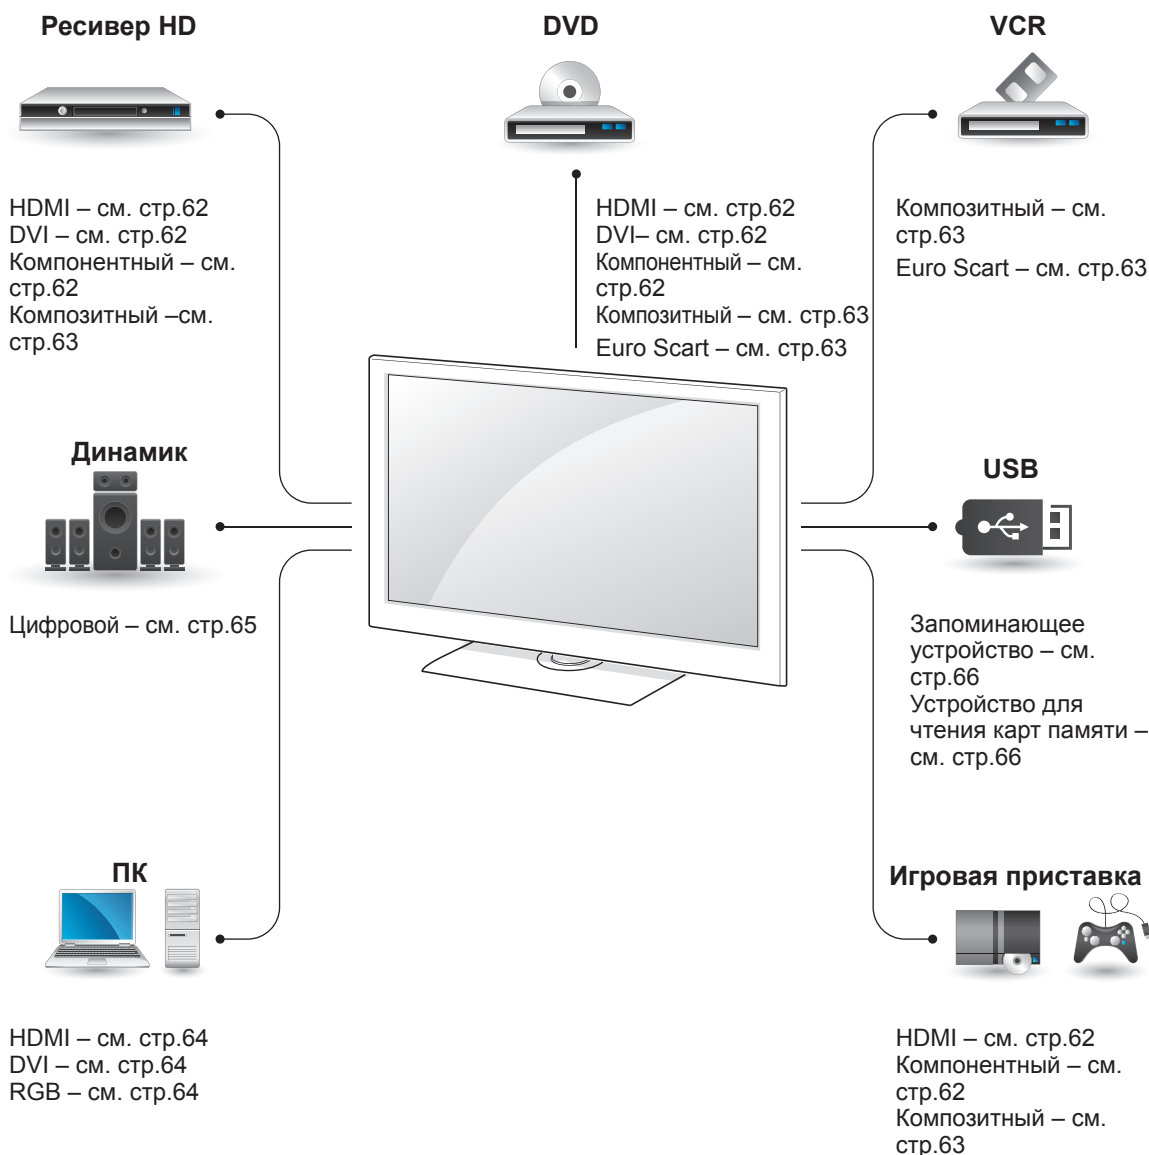 Ресивер HD
HDMI – см. стр.62
DVI – см. стр.62
Компонентный – см.
стр.62
Композитный –см.
стр.63
DVD
HDMI – см. стр.62
DVI– см. стр.62
Компонентный – см.
стр.62
Композитный – см. стр.63
Euro Scart – см. стр.63
VCR
Композитный – см.
стр.63
Euro Scart – см. стр.63
Динамик
Цифровой – см. стр.65
USB
Запоминающее
устройство – см.
стр.66
Устройство для
чтения карт памяти –
см. стр.66
ПК
HDMI – см. стр.64
DVI – см. стр.64
RGB – см. стр.64
Игровая приставка
HDMI – см. стр.62
Компонентный – см.
стр.62
Композитный – см.
стр.63